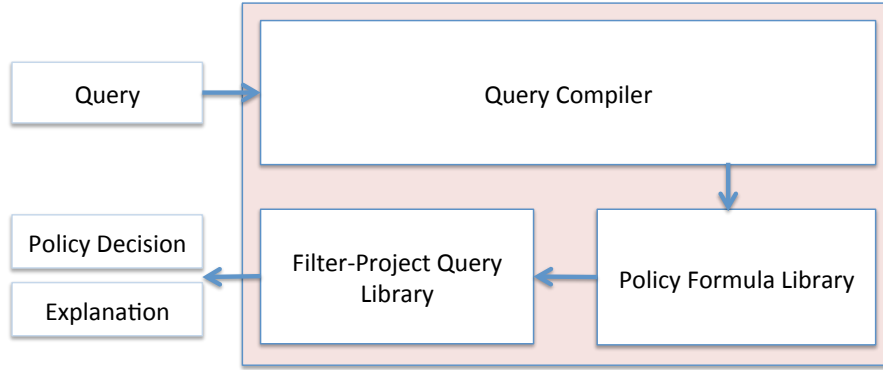 Query
Query Compiler
Policy Decision
Explanation
Filter-Project Query
Library
Policy Formula Library